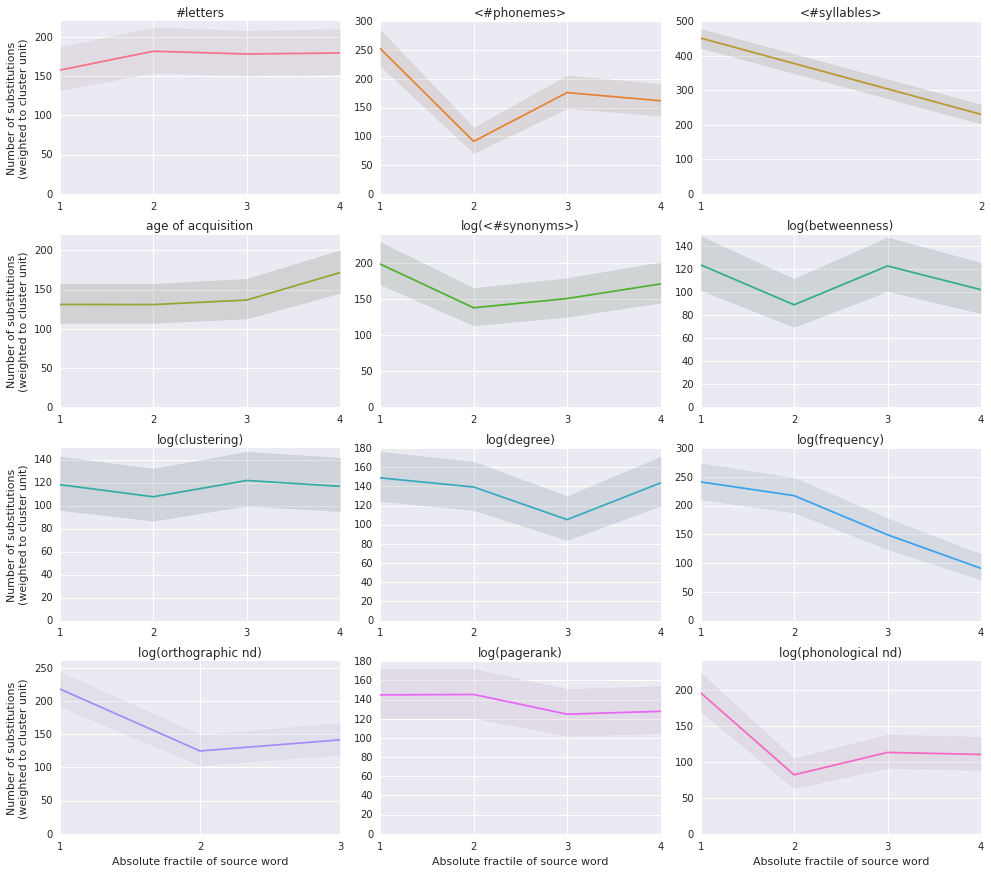 #letters
<#phonemes>
<#syllables>
Number of substitutions
(weighted to cluster unit)
200
150
100
50
0
1 2 3 4
300
250
200
150
100
50
0
1 2 3 4
500
400
300
200
100
0
1 2
age of acquisition
log(<#synonyms>)
log(betweenness)
Number of substitutions
(weighted to cluster unit)
200
150
100
50
0
1 2 3 4
200
150
100
50
0
1 2 3 4
140
120
100
80
60
40
20
0
1 2 3 4
log(clustering)
log(degree)
log(frequency)
Number of substitutions
(weighted to cluster unit)
140
120
100
80
60
40
20
0
1 2 3 4
180
160
140
120
100
80
60
40
20
0
1 2 3 4
300
250
200
150
100
50
0
1 2 3 4
log(orthographic nd)
log(pagerank)
log(phonological nd)
Number of substitutions
(weighted to cluster unit)
250
200
150
100
50
0
1 2 3
Absolute fractile of source word
180
160
140
120
100
80
60
40
20
0
1 2 3 4
Absolute fractile of source word
200
150
100
50
0
1 2 3 4
Absolute fractile of source word